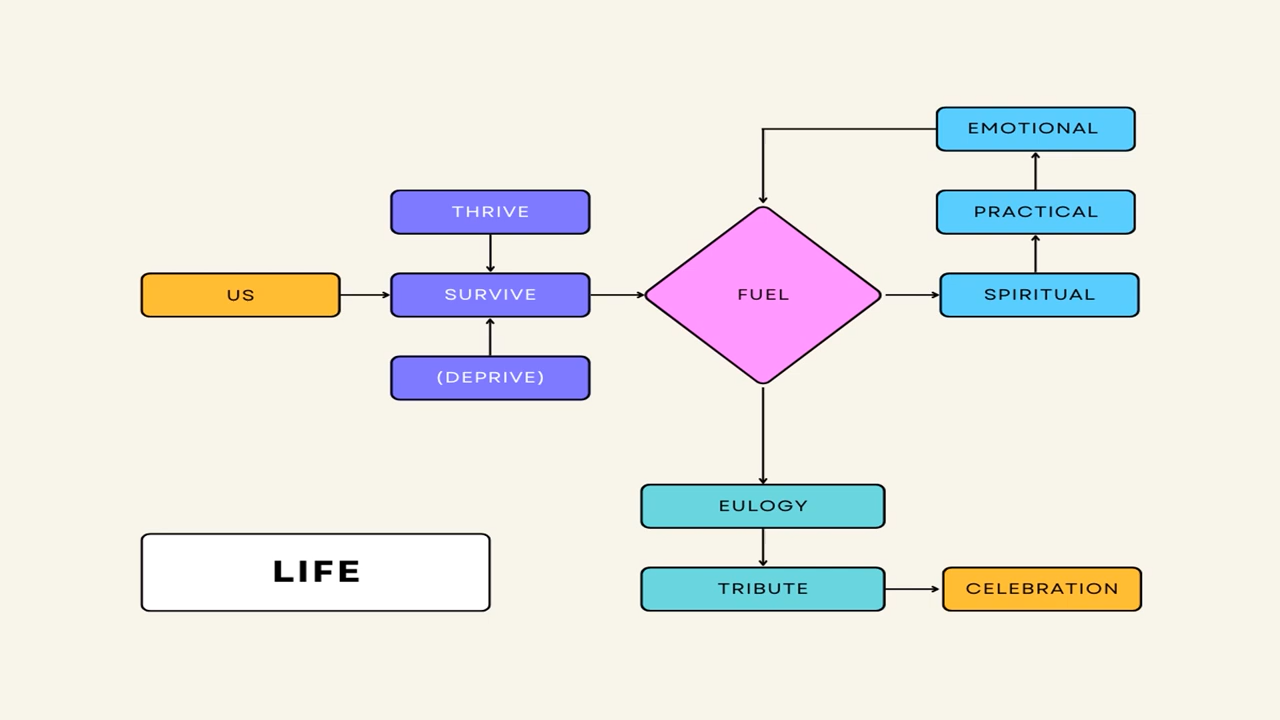 EMOTIONAL
THRIVE
PRACTICAL
US
SURVIVE
FUEL
SPIRITUAL
(DEPRIVE)
EULOGY
LIFE
TRIBUTE
CELEBRATION